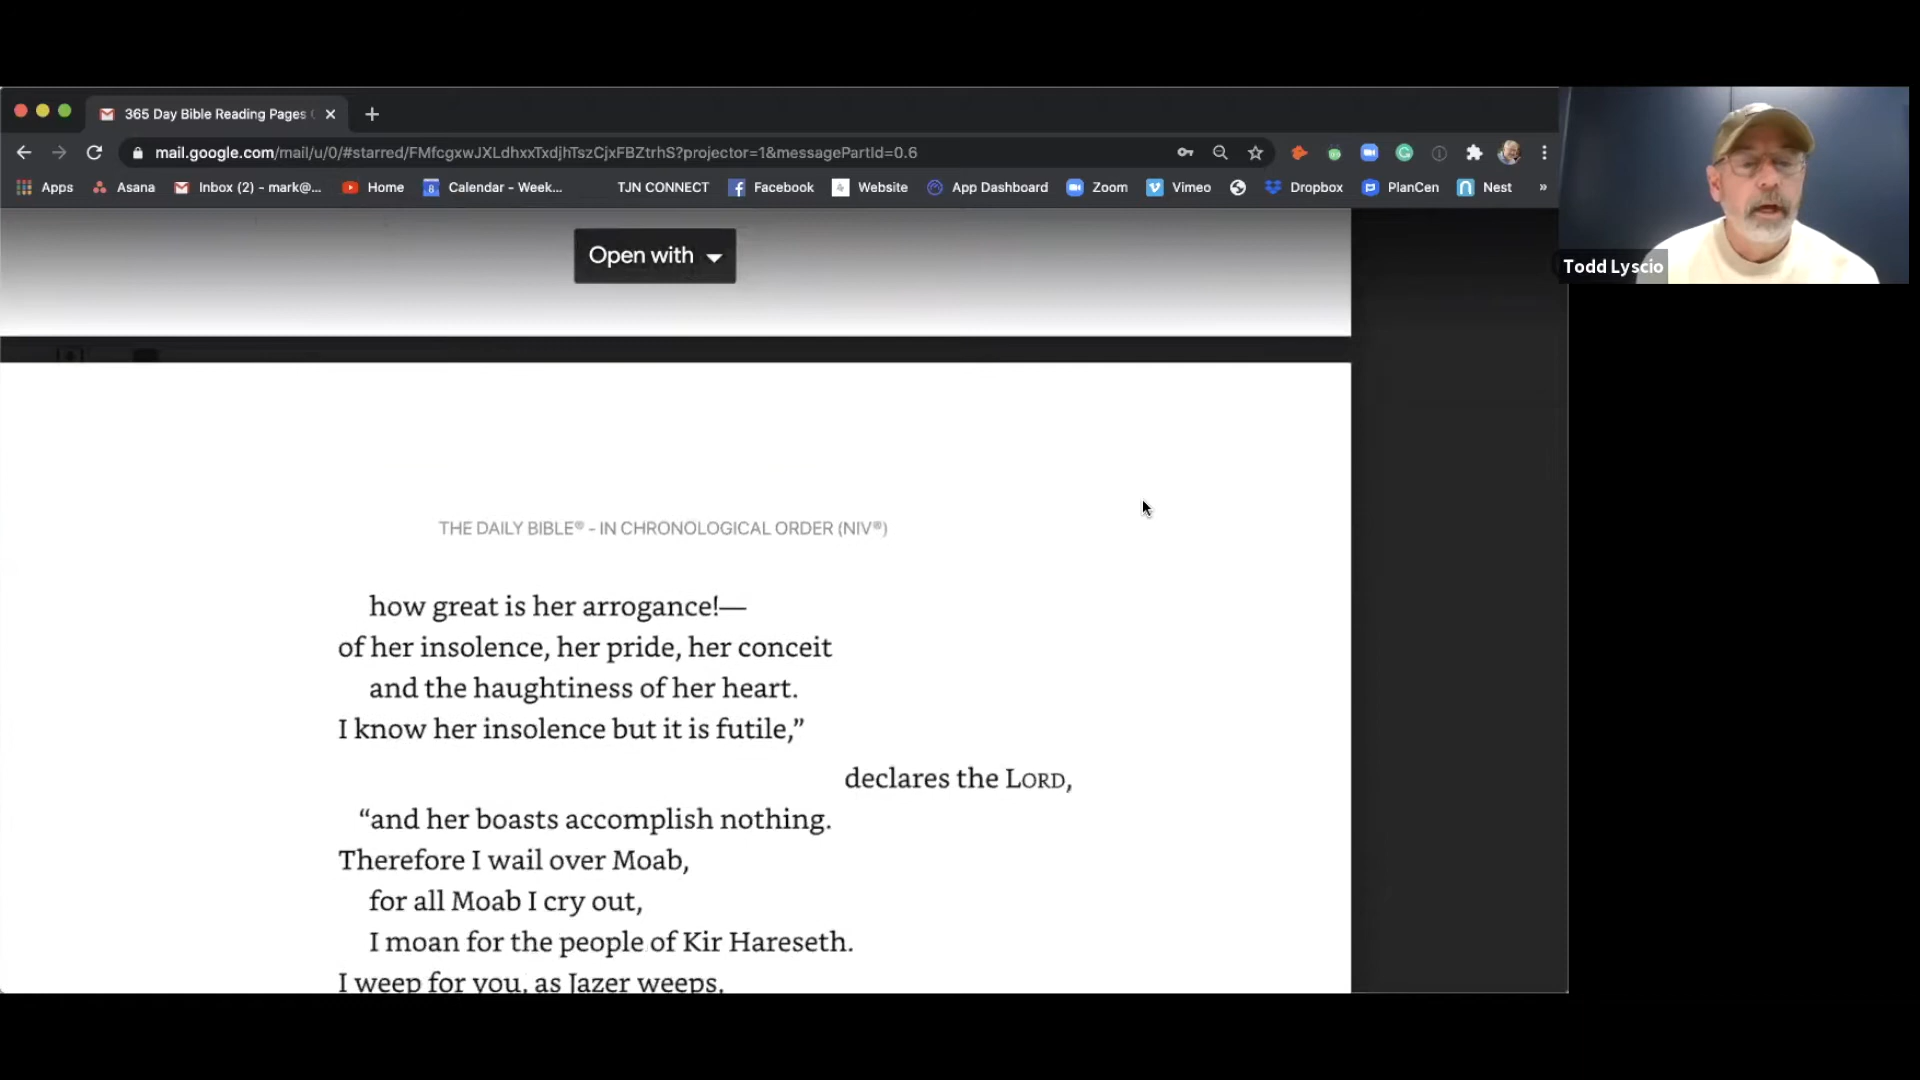 365 Day Bible Reading Pages
mail.google.com/mail/u/0/#starred/FMfcgxwJXLdhxxTxdjhTszCjxFBZtrhS?projector=1&messagePartId=0.6
Apps Asana Inbox (2) - mark@... Home Calendar - Week... TJN CONNECT Facebook Website App Dashboard Zoom Vimeo Dropbox PlanCen Nest »
Open with
Todd Lyscio
THE DAILY BIBLE® - IN CHRONOLOGICAL ORDER (NIV®)
how great is her arrogance!—
of her insolence, her pride, her conceit
and the haughtiness of her heart.
I know her insolence but it is futile,”
declares the LORD,
“and her boasts accomplish nothing.
Therefore I wail over Moab,
for all Moab I cry out,
I moan for the people of Kir Hareseth.
I weep for you, as Jazer weeps,